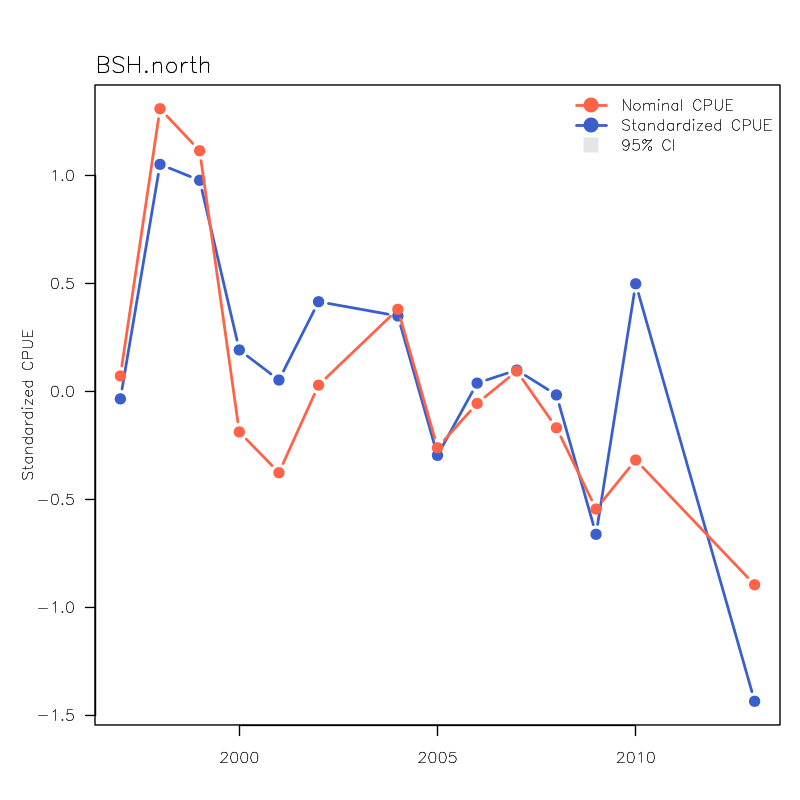 BSH.north
Nominal CPUE
Standardized CPUE
95% CI
1.0
0.5
0.0
−0.5
−1.0
−1.5
Standardized CPUE
2000 2005 2010